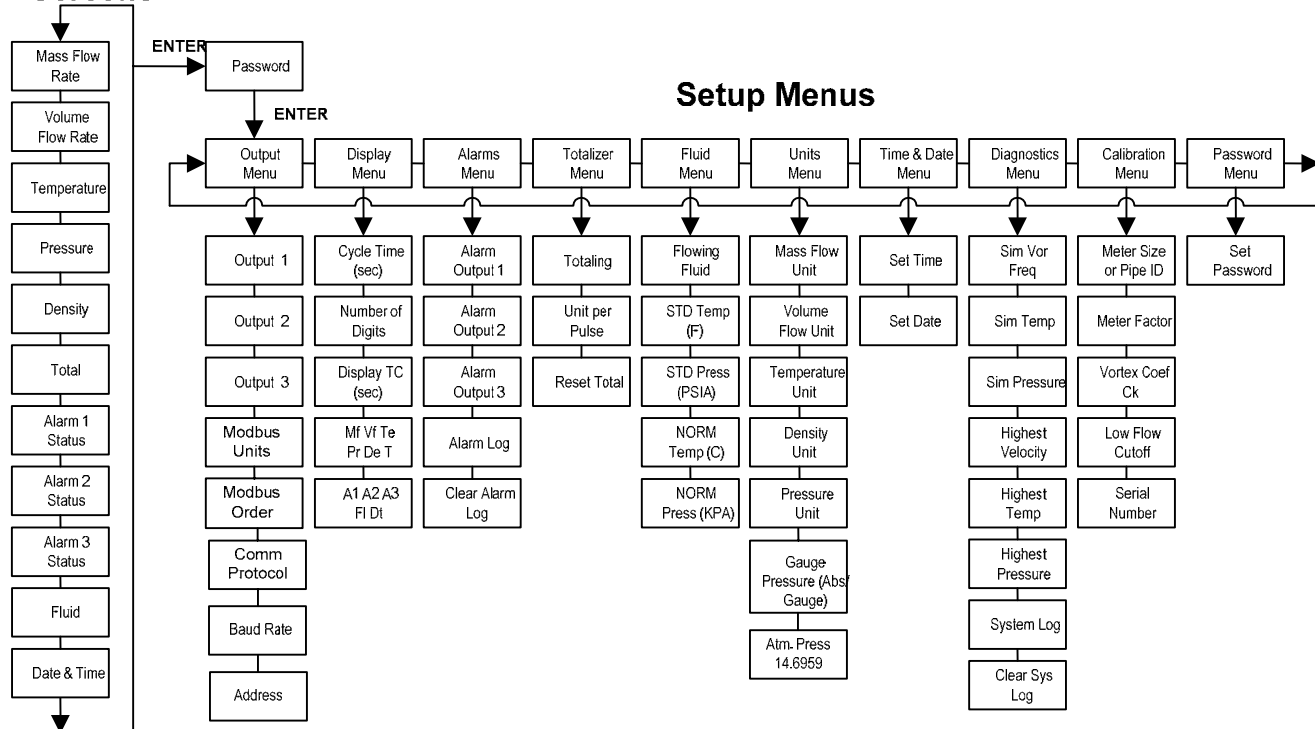 ENTER
Mass Flow
Rate
Volume
Flow Rate
Temperature
Pressure
Density
Total
Alarm 1
Status
Alarm 2
Status
Alarm 3
Status
Fluid
Date & Time
Password
ENTER
Setup Menus
Output
Menu
Display
Menu
Alarms
Menu
Totalizer
Menu
Fluid
Menu
Units
Menu
Time & Date
Menu
Diagnostics
Menu
Calibration
Menu
Password
Menu
Output 1
Output 2
Output 3
Modbus
Units
Modbus
Order
Comm
Protocol
Baud Rate
Address
Cycle Time
(sec)
Number of
Digits
Display TC
(sec)
Mf Vf Te
Pr De T
A1 A2 A3
Fl Dt
Alarm
Output 1
Alarm
Output 2
Alarm
Output 3
Alarm Log
Clear Alarm
Log
Totaling
Unit per
Pulse
Reset Total
Flowing
Fluid
STD Temp
(F)
STD Press
(PSIA)
NORM
Temp (C)
NORM
Press (KPA)
Mass Flow
Unit
Volume
Flow Unit
Temperature
Unit
Density
Unit
Pressure
Unit
Gauge
Pressure (Abs/
Gauge)
Atm. Press
14.6959
Set Time
Set Date
Sim Vor
Freq
Sim Temp
Sim Pressure
Highest
Velocity
Highest
Temp
Highest
Pressure
System Log
Clear Sys
Log
Meter Size
or Pipe ID
Meter Factor
Vortex Coef
Ck
Low Flow
Cutoff
Serial
Number
Set
Password